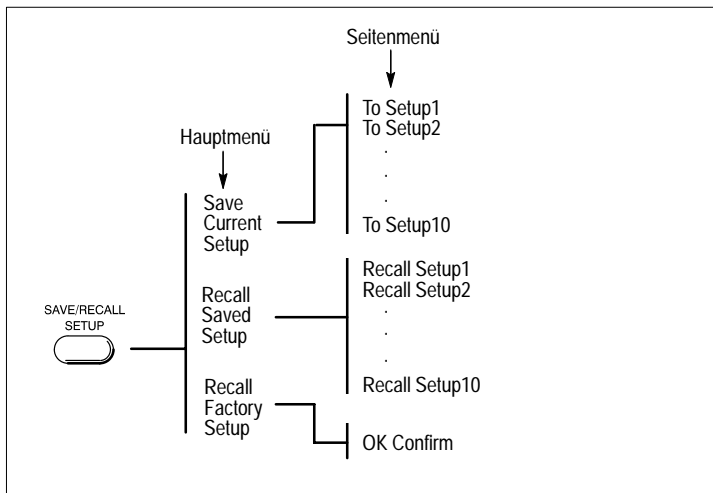 Seitenmenü
Hauptmenü
To Setup1
To Setup2
.
.
.
To Setup10
Save
Current
Setup
Recall Setup1
Recall Setup2
.
.
.
Recall Setup10
Recall
Saved
Setup
SAVE/RECALL
SETUP
Recall
Factory
Setup
OK Confirm